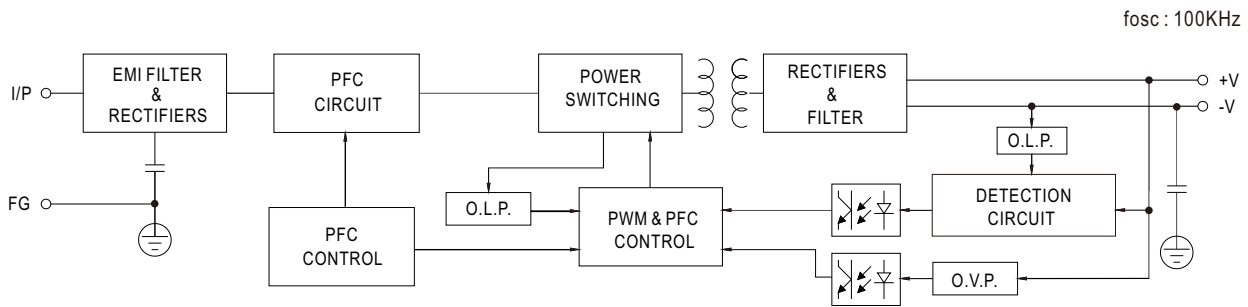 fosc : 100KHz
I/P
EMI FILTER
&
RECTIFIERS
PFC
CIRCUIT
POWER
SWITCHING
RECTIFIERS
&
FILTER
+V
-V
O.L.P.
FG
O.L.P.
PFC
CONTROL
PWM & PFC
CONTROL
DETECTION
CIRCUIT
O.V.P.